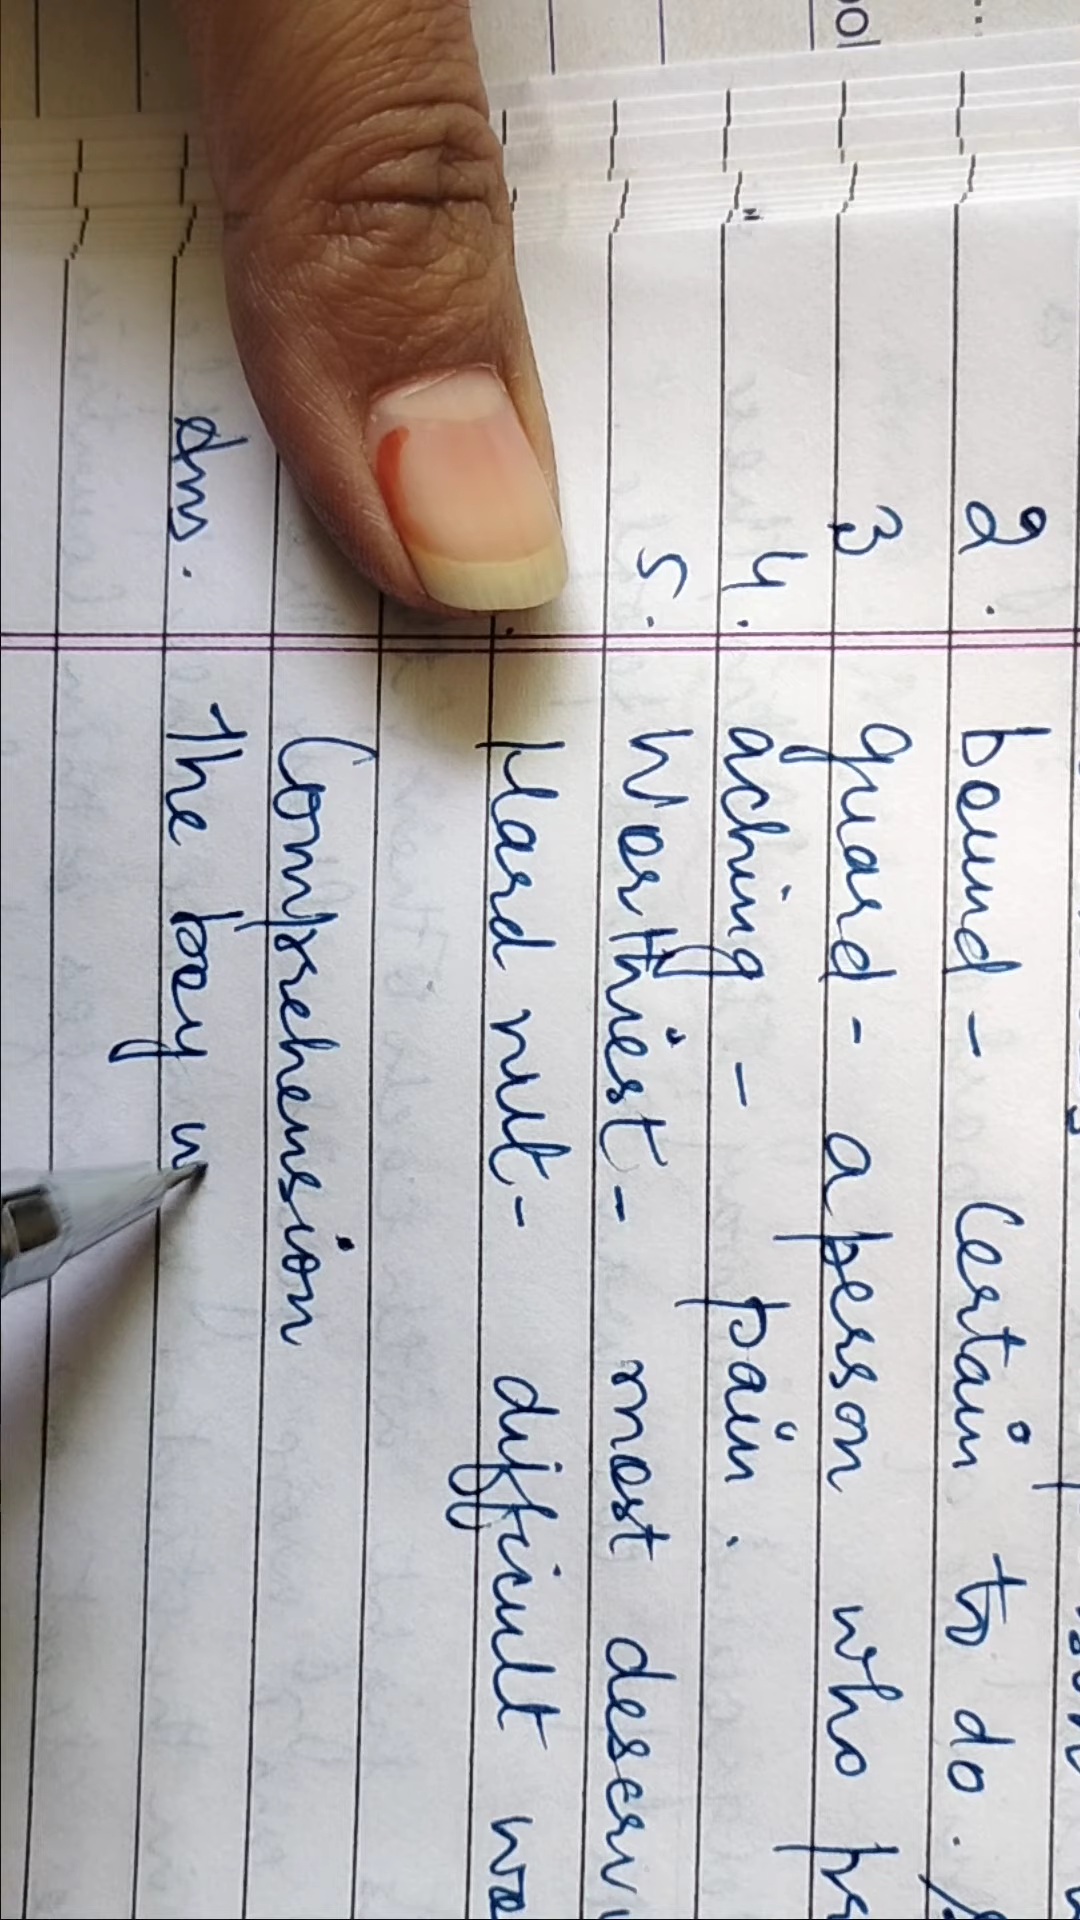 2. bound - Certain to do.
3 guard - a person who
4. aching - pain.
5. Worthiest - most
Hard nut - difficult
Comprehension
Ans. The boy